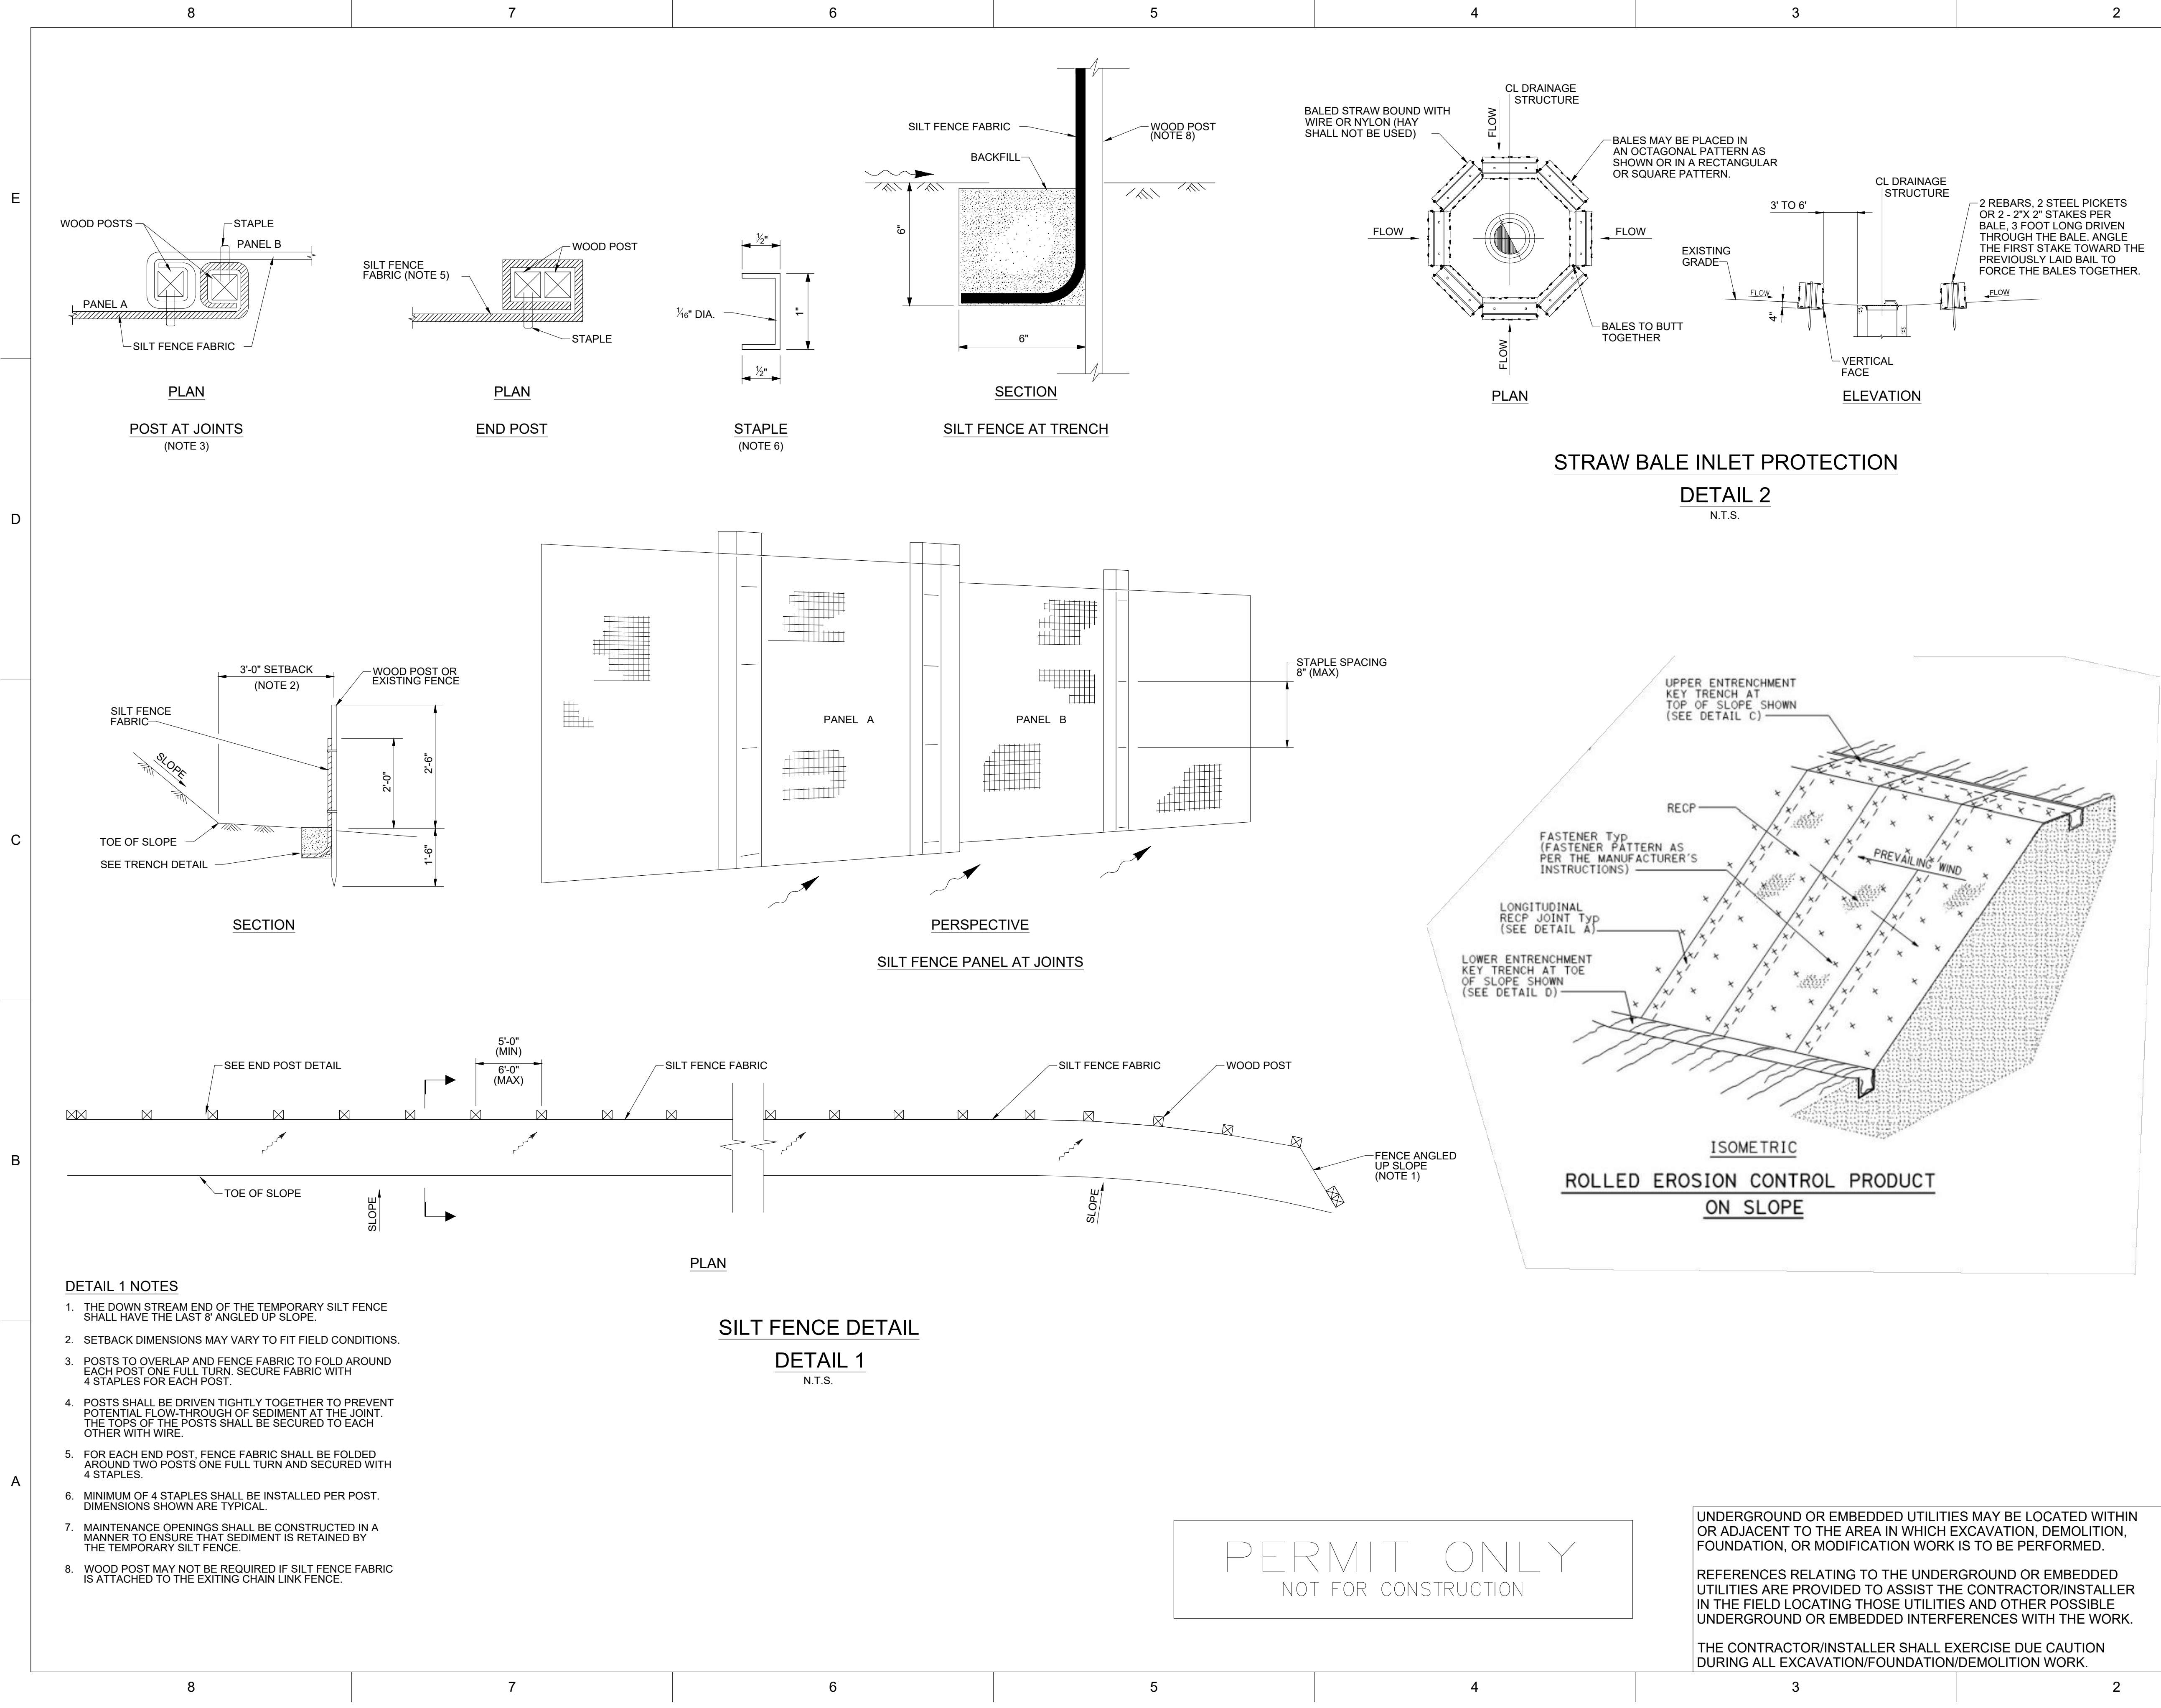 8 7 6 5 4 3 2
E
D
C
B
A
WOOD POSTS
STAPLE
PANEL B
PANEL A
SILT FENCE FABRIC
PLAN
POST AT JOINTS
(NOTE 3)
SILT FENCE
FABRIC (NOTE 5)
WOOD POST
STAPLE
PLAN
END POST
1/2"
1/16" DIA.
1"
1/2"
STAPLE
(NOTE 6)
SILT FENCE FABRIC
BACKFILL
WOOD POST
(NOTE 8)
6"
6"
SECTION
SILT FENCE AT TRENCH
BALED STRAW BOUND WITH
WIRE OR NYLON (HAY
SHALL NOT BE USED)
CL DRAINAGE
STRUCTURE
FLOW
BALES MAY BE PLACED IN
AN OCTAGONAL PATTERN AS
SHOWN OR IN A RECTANGULAR
OR SQUARE PATTERN.
FLOW
FLOW
FLOW
BALES TO BUTT
TOGETHER
PLAN
CL DRAINAGE
STRUCTURE
3' TO 6'
EXISTING
GRADE
FLOW
FLOW
4"
VERTICAL
FACE
2 REBARS, 2 STEEL PICKETS
OR 2 - 2"X 2" STAKES PER
BALE, 3 FOOT LONG DRIVEN
THROUGH THE BALE. ANGLE
THE FIRST STAKE TOWARD THE
PREVIOUSLY LAID BAIL TO
FORCE THE BALES TOGETHER.
ELEVATION
STRAW BALE INLET PROTECTION
DETAIL 2
N.T.S.
3'-0" SETBACK
(NOTE 2)
WOOD POST OR
EXISTING FENCE
SILT FENCE
FABRIC
SLOPE
2'-0"
2'-6"
1'-6"
TOE OF SLOPE
SEE TRENCH DETAIL
SECTION
PANEL A
PANEL B
STAPLE SPACING
8" (MAX)
PERSPECTIVE
SILT FENCE PANEL AT JOINTS
UPPER ENTRENCHMENT
KEY TRENCH AT
TOP OF SLOPE SHOWN
(SEE DETAIL C)
RECP
FASTENER Typ
(FASTENER PATTERN AS
PER THE MANUFACTURER'S
INSTRUCTIONS)
PREVAILING WIND
LONGITUDINAL
RECP JOINT Typ
(SEE DETAIL A)
LOWER ENTRENCHMENT
KEY TRENCH AT TOE
OF SLOPE SHOWN
(SEE DETAIL D)
ISOMETRIC
ROLLED EROSION CONTROL PRODUCT
ON SLOPE
SEE END POST DETAIL
5'-0"
(MIN)
6'-0"
(MAX)
SILT FENCE FABRIC
SILT FENCE FABRIC
WOOD POST
FENCE ANGLED
UP SLOPE
(NOTE 1)
TOE OF SLOPE
SLOPE
SLOPE
PLAN
SILT FENCE DETAIL
DETAIL 1
N.T.S.
DETAIL 1 NOTES
1. THE DOWN STREAM END OF THE TEMPORARY SILT FENCE
SHALL HAVE THE LAST 8' ANGLED UP SLOPE.
2. SETBACK DIMENSIONS MAY VARY TO FIT FIELD CONDITIONS.
3. POSTS TO OVERLAP AND FENCE FABRIC TO FOLD AROUND
EACH POST ONE FULL TURN. SECURE FABRIC WITH
4 STAPLES FOR EACH POST.
4. POSTS SHALL BE DRIVEN TIGHTLY TOGETHER TO PREVENT
POTENTIAL FLOW-THROUGH OF SEDIMENT AT THE JOINT.
THE TOPS OF THE POSTS SHALL BE SECURED TO EACH
OTHER WITH WIRE.
5. FOR EACH END POST, FENCE FABRIC SHALL BE FOLDED
AROUND TWO POSTS ONE FULL TURN AND SECURED WITH
4 STAPLES.
6. MINIMUM OF 4 STAPLES SHALL BE INSTALLED PER POST.
DIMENSIONS SHOWN ARE TYPICAL.
7. MAINTENANCE OPENINGS SHALL BE CONSTRUCTED IN A
MANNER TO ENSURE THAT SEDIMENT IS RETAINED BY
THE TEMPORARY SILT FENCE.
8. WOOD POST MAY NOT BE REQUIRED IF SILT FENCE FABRIC
IS ATTACHED TO THE EXITING CHAIN LINK FENCE.
PERMIT ONLY
NOT FOR CONSTRUCTION
UNDERGROUND OR EMBEDDED UTILITIES MAY BE LOCATED WITHIN
OR ADJACENT TO THE AREA IN WHICH EXCAVATION, DEMOLITION,
FOUNDATION, OR MODIFICATION WORK IS TO BE PERFORMED.
REFERENCES RELATING TO THE UNDERGROUND OR EMBEDDED
UTILITIES ARE PROVIDED TO ASSIST THE CONTRACTOR/INSTALLER
IN THE FIELD LOCATING THOSE UTILITIES AND OTHER POSSIBLE
UNDERGROUND OR EMBEDDED INTERFERENCES WITH THE WORK.
THE CONTRACTOR/INSTALLER SHALL EXERCISE DUE CAUTION
DURING ALL EXCAVATION/FOUNDATION/DEMOLITION WORK.
8 7 6 5 4 3 2